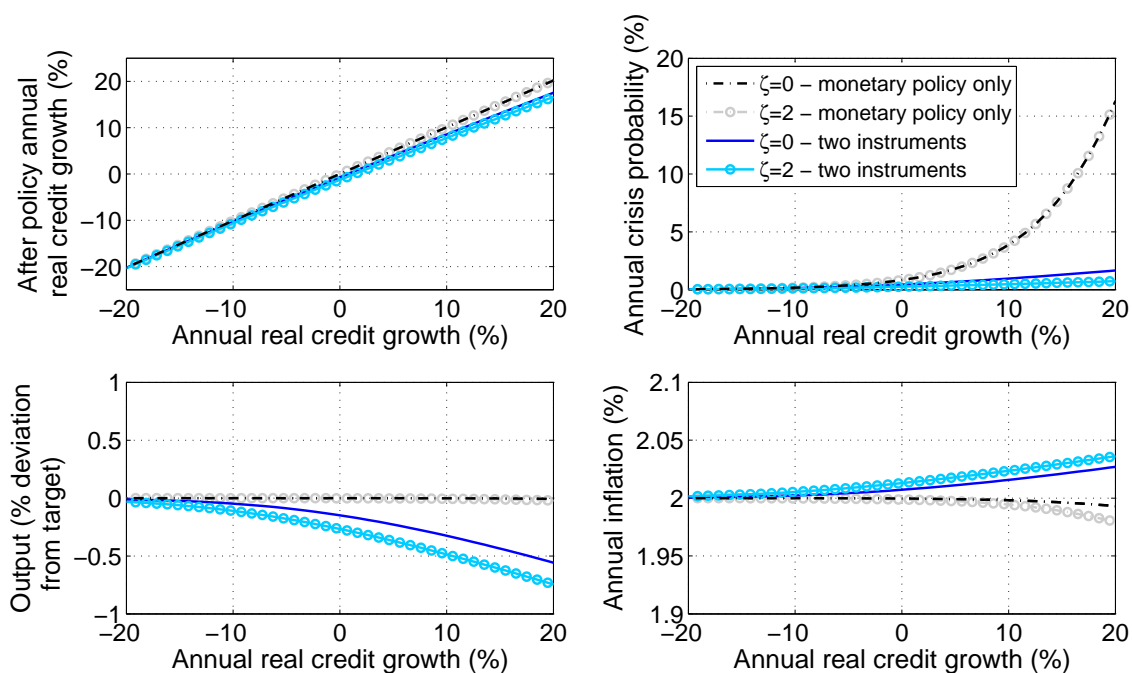 After policy annual
real credit growth (%)
20
10
0
−10
−20
−20
−10
0
10
20
Annual real credit growth (%)
Annual crisis probability (%)
20
15
10
5
0
−20
−10
0
10
20
Annual real credit growth (%)
ζ=0 − monetary policy only
ζ=2 − monetary policy only
ζ=0 − two instruments
ζ=2 − two instruments
Output (% deviation
from target)
1
0.5
0
−0.5
−1
−20
−10
0
10
20
Annual real credit growth (%)
Annual inflation (%)
2.1
2.05
2
1.95
1.9
−20
−10
0
10
20
Annual real credit growth (%)